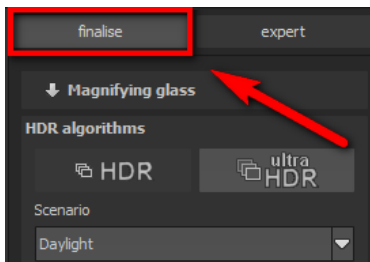 finalise expert
Magnifying glass
HDR algorithms
HDR ultra HDR
Scenario
Daylight